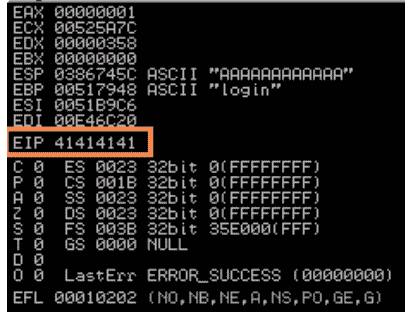 EAX 00000001
ECX 00525A7C
EDX 00000358
EBX 00000000
ESP 0386745C ASCII "AAAAAAAAAAAAA"
EBP 00517948 ASCII "login"
ESI 0051B9C6
EDI 00E46C20
EIP 41414141
C 0 ES 0023 32bit 0(FFFFFFFF)
P 0 CS 001B 32bit 0(FFFFFFFF)
A 0 SS 0023 32bit 0(FFFFFFFF)
Z 0 DS 0023 32bit 0(FFFFFFFF)
S 0 FS 003B 32bit 35E000(FFF)
T 0 GS 0000 NULL
D 0
O 0 LastErr ERROR_SUCCESS (00000000)
EFL 00010202 (NO,NB,NE,A,NS,PO,GE,G)